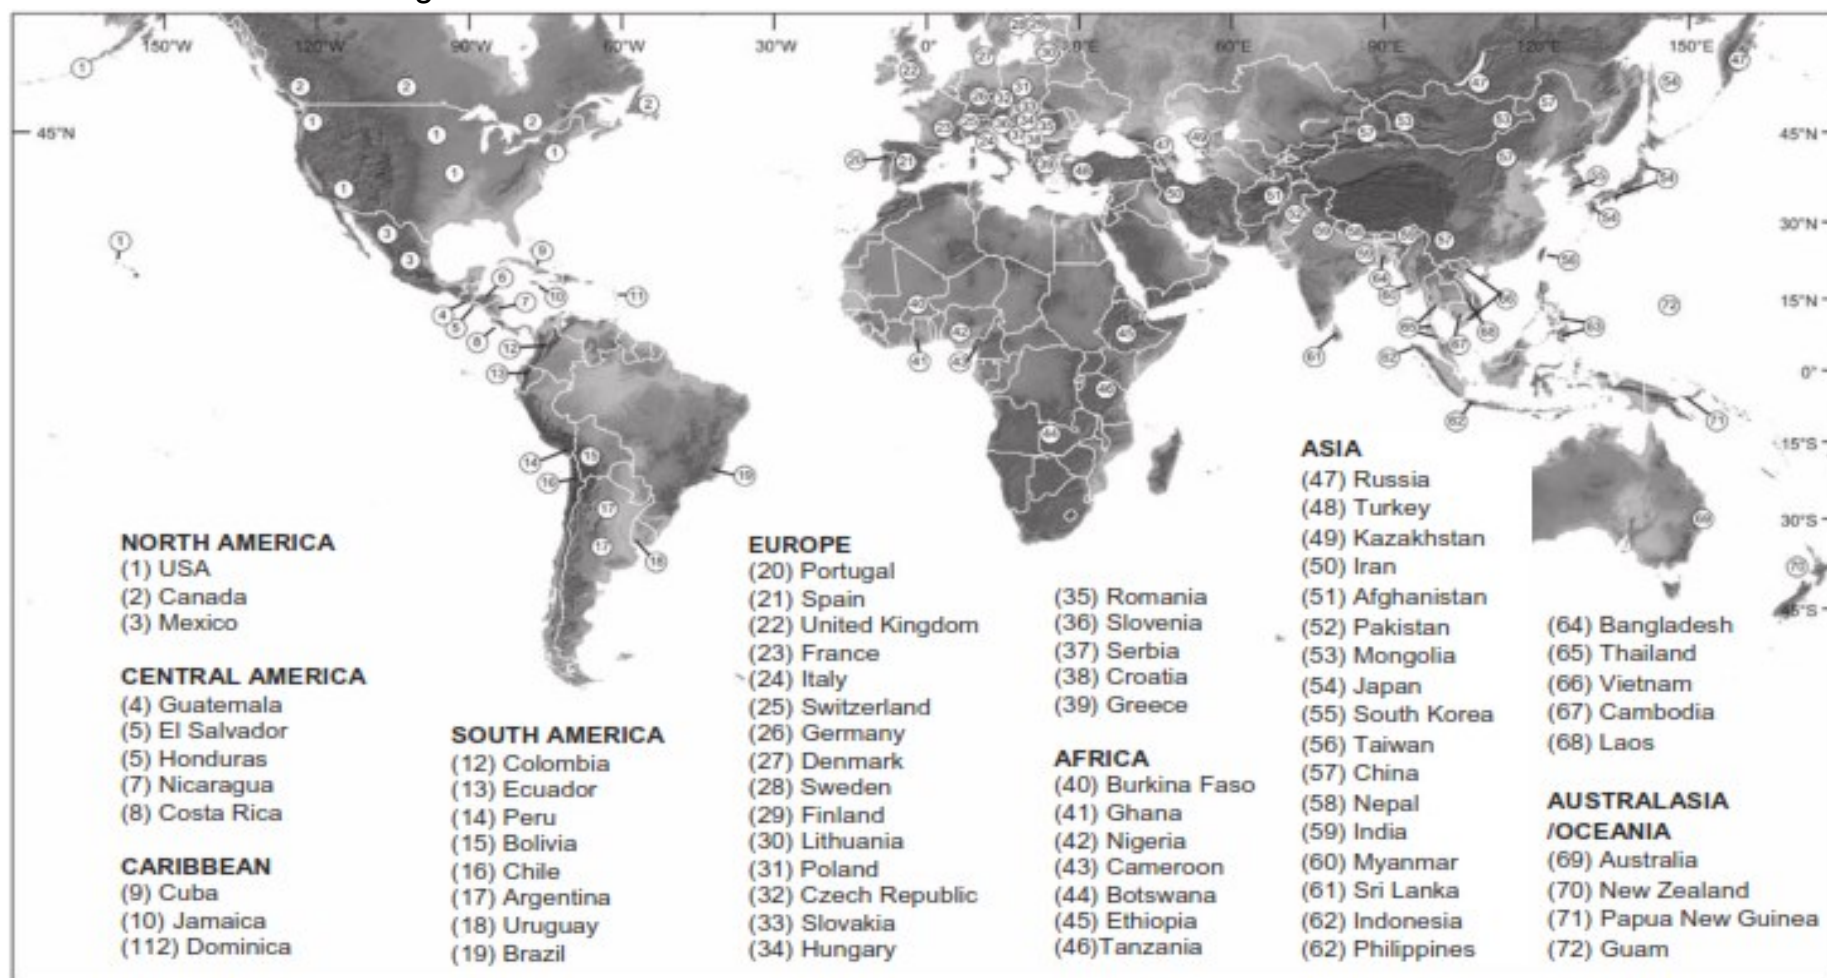 150°W 120°W 90°W 60°W 30°W 0° 20°E 60°E 90°E 120°E 150°E
45°N 45°N
30°N
15°N
0°
15°S
30°S
45°S
NORTH AMERICA
(1) USA
(2) Canada
(3) Mexico
CENTRAL AMERICA
(4) Guatemala
(5) El Salvador
(5) Honduras
(7) Nicaragua
(8) Costa Rica
CARIBBEAN
(9) Cuba
(10) Jamaica
(112) Dominica
SOUTH AMERICA
(12) Colombia
(13) Ecuador
(14) Peru
(15) Bolivia
(16) Chile
(17) Argentina
(18) Uruguay
(19) Brazil
EUROPE
(20) Portugal
(21) Spain
(22) United Kingdom
(23) France
(24) Italy
(25) Switzerland
(26) Germany
(27) Denmark
(28) Sweden
(29) Finland
(30) Lithuania
(31) Poland
(32) Czech Republic
(33) Slovakia
(34) Hungary
(35) Romania
(36) Slovenia
(37) Serbia
(38) Croatia
(39) Greece
AFRICA
(40) Burkina Faso
(41) Ghana
(42) Nigeria
(43) Cameroon
(44) Botswana
(45) Ethiopia
(46)Tanzania
ASIA
(47) Russia
(48) Turkey
(49) Kazakhstan
(50) Iran
(51) Afghanistan
(52) Pakistan
(53) Mongolia
(54) Japan
(55) South Korea
(56) Taiwan
(57) China
(58) Nepal
(59) India
(60) Myanmar
(61) Sri Lanka
(62) Indonesia
(62) Philippines
(64) Bangladesh
(65) Thailand
(66) Vietnam
(67) Cambodia
(68) Laos
AUSTRALASIA
/OCEANIA
(69) Australia
(70) New Zealand
(71) Papua New Guinea
(72) Guam